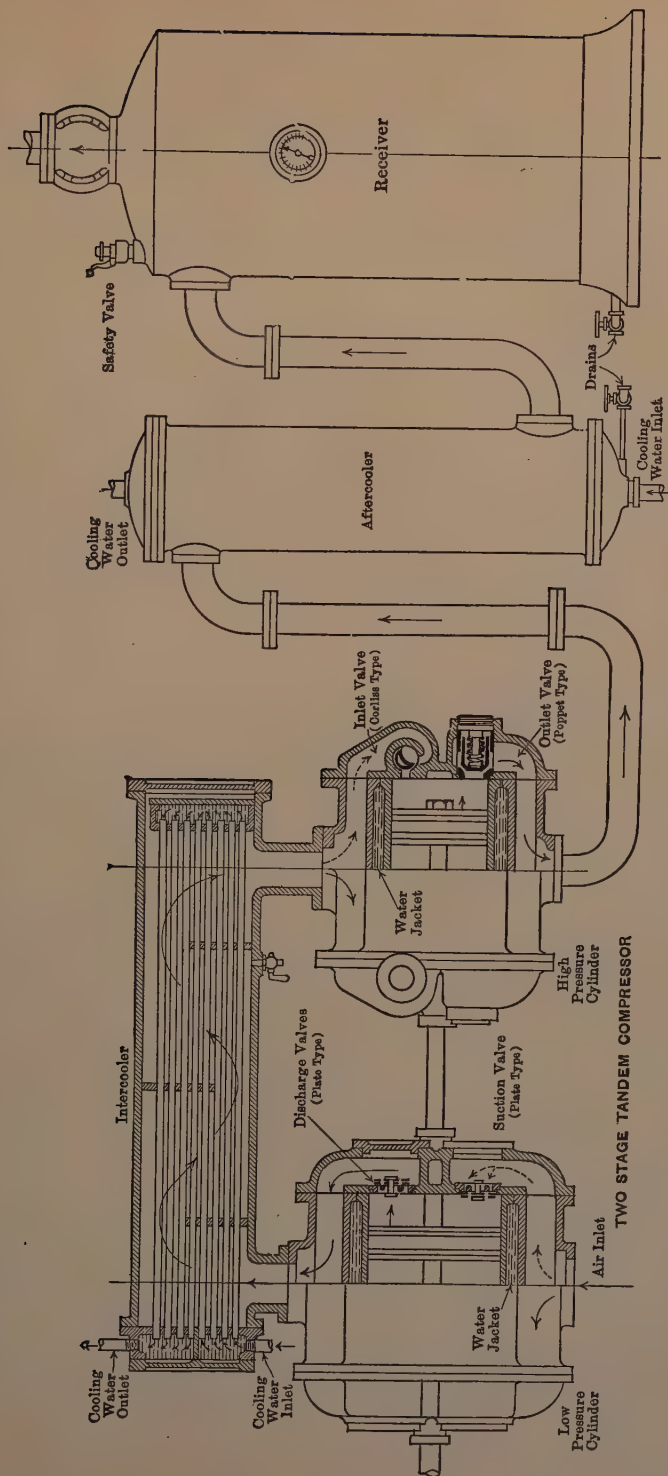 Cooling
Water
Outlet
Cooling
Water
Inlet
Intercooler
Low
Pressure
Cylinder
Water
Jacket
Air Inlet
Discharge Valves
(Plate Type)
Suction Valve
(Plate Type)
High
Pressure
Cylinder
Water
Jacket
Inlet Valve
(Corliss Type)
Outlet Valve
(Poppet Type)
Cooling
Water
Outlet
Aftercooler
Cooling
Water Inlet
Drains
Safety Valve
Receiver
TWO STAGE TANDEM COMPRESSOR